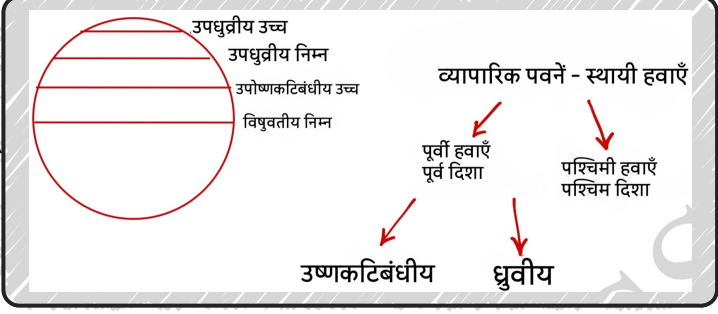 उपधुव्रीय उच्च
उपधुव्रीय निम्न
उपोष्णकटिबंधीय उच्च
विषुवतीय निम्न
व्यापारिक पवनें - स्थायी हवाएँ
पूर्वी हवाएँ
पूर्व दिशा
पश्चिमी हवाएँ
पश्चिम दिशा
उष्णकटिबंधीय
ध्रुवीय